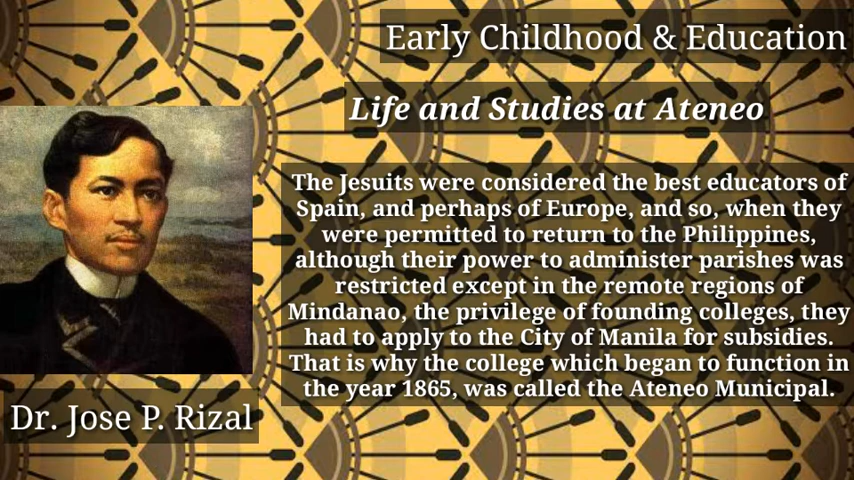 Early Childhood & Education
Life and Studies at Ateneo
The Jesuits were considered the best educators of
Spain, and perhaps of Europe, and so, when they
were permitted to return to the Philippines,
although their power to administer parishes was
restricted except in the remote regions of
Mindanao, the privilege of founding colleges, they
had to apply to the City of Manila for subsidies.
That is why the college which began to function in
the year 1865, was called the Ateneo Municipal.
Dr. Jose P. Rizal